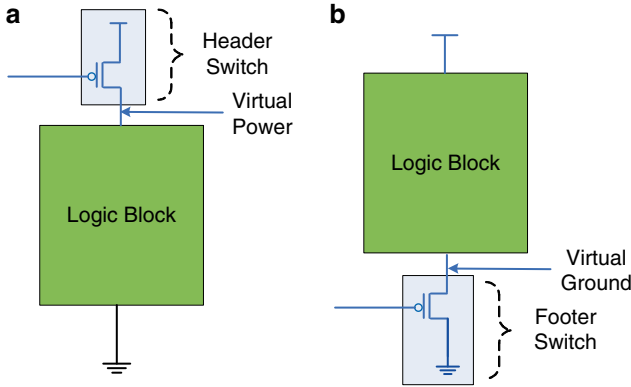 a
Header
Switch
Virtual
Power
Logic Block
b
Logic Block
Virtual
Ground
Footer
Switch